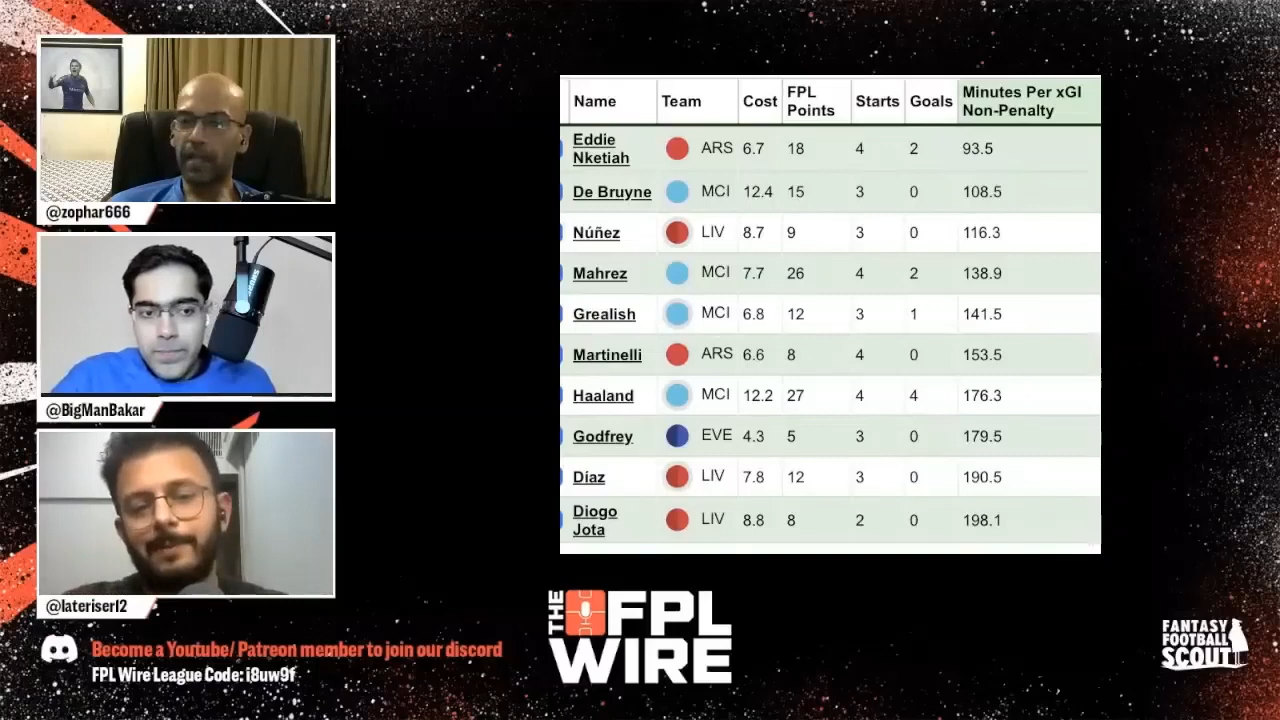 @zophar666
@BigManBakar
@lateriser12
Become a Youtube/ Patreon member to join our discord
FPL Wire League Code: i8uw9f
Name Team Cost FPL Points Starts Goals Minutes Per xGI Non-Penalty
Eddie Nketiah ARS 6.7 18 4 2 93.5
De Bruyne MCI 12.4 15 3 0 108.5
Núñez LIV 8.7 9 3 0 116.3
Mahrez MCI 7.7 26 4 2 138.9
Grealish MCI 6.8 12 3 1 141.5
Martinelli ARS 6.6 8 4 0 153.5
Haaland MCI 12.2 27 4 4 176.3
Godfrey EVE 4.3 5 3 0 179.5
Díaz LIV 7.8 12 3 0 190.5
Diogo Jota LIV 8.8 8 2 0 198.1
THE FPL
WIRE
FANTASY
FOOTBALL
SCOUT